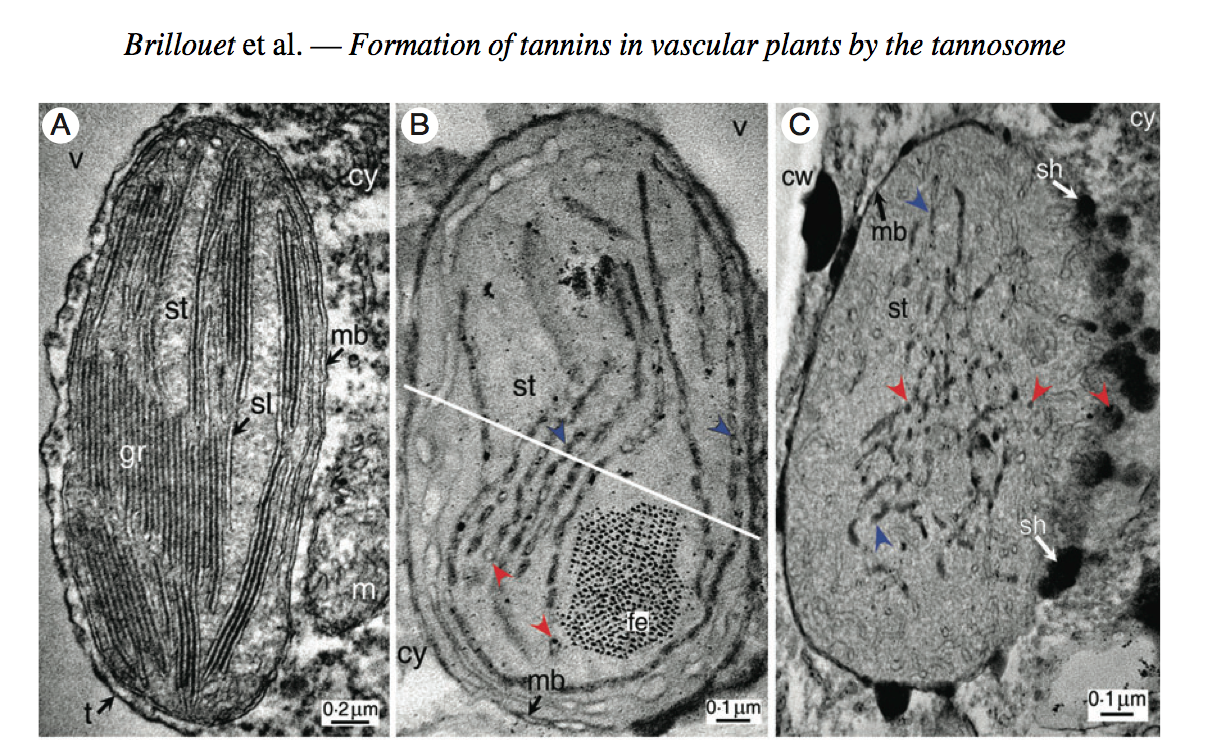 Brillouet et al. — Formation of tannins in vascular plants by the tannosome
A
v
cy
st
mb
sl
gr
m
t
0·2 μm
B
v
st
fe
cy
mb
0·1 μm
C
cy
cw
sh
mb
st
sh
0·1 μm